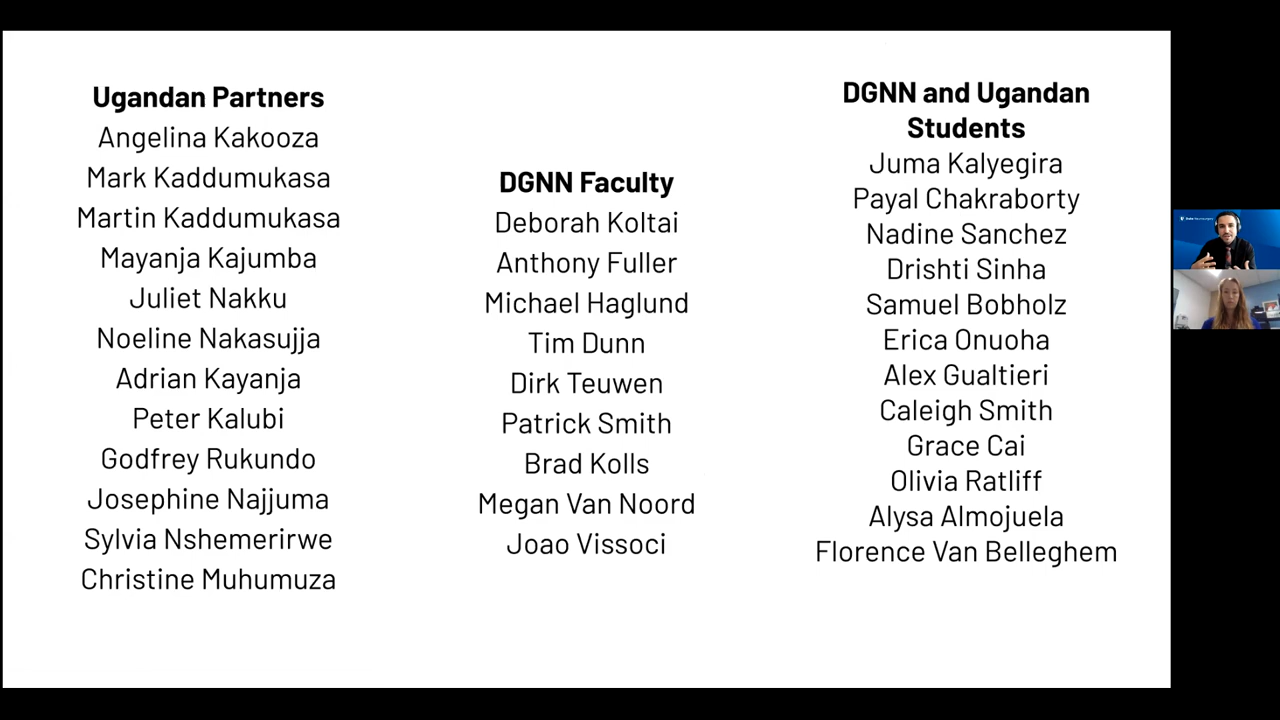 Ugandan Partners
Angelina Kakooza
Mark Kaddumukasa
Martin Kaddumukasa
Mayanja Kajumba
Juliet Nakku
Noeline Nakasujja
Adrian Kayanja
Peter Kalubi
Godfrey Rukundo
Josephine Najjuma
Sylvia Nshemerirwe
Christine Muhumuza
DGNN Faculty
Deborah Koltai
Anthony Fuller
Michael Haglund
Tim Dunn
Dirk Teuwen
Patrick Smith
Brad Kolls
Megan Van Noord
Joao Vissoci
DGNN and Ugandan
Students
Juma Kalyegira
Payal Chakraborty
Nadine Sanchez
Drishti Sinha
Samuel Bobholz
Erica Onuoha
Alex Gualtieri
Caleigh Smith
Grace Cai
Olivia Ratliff
Alysa Almojuela
Florence Van Belleghem